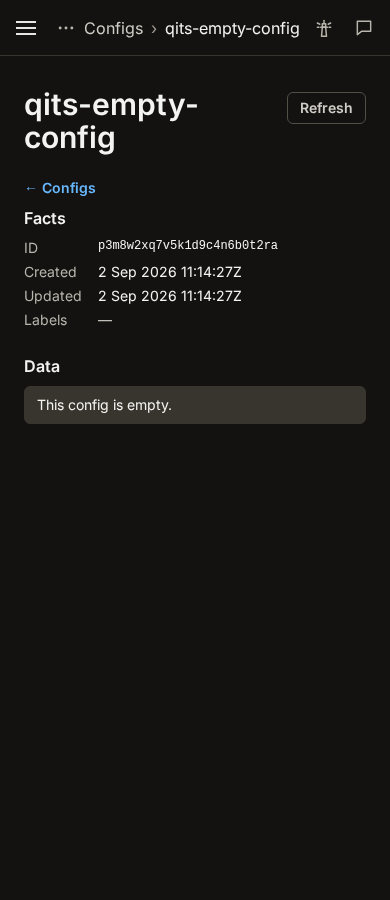 ··· Configs › qits-empty-config
qits-empty-
config
Refresh
← Configs
Facts
ID p3m8w2xq7v5k1d9c4n6b0t2ra
Created 2 Sep 2026 11:14:27Z
Updated 2 Sep 2026 11:14:27Z
Labels —
Data
This config is empty.